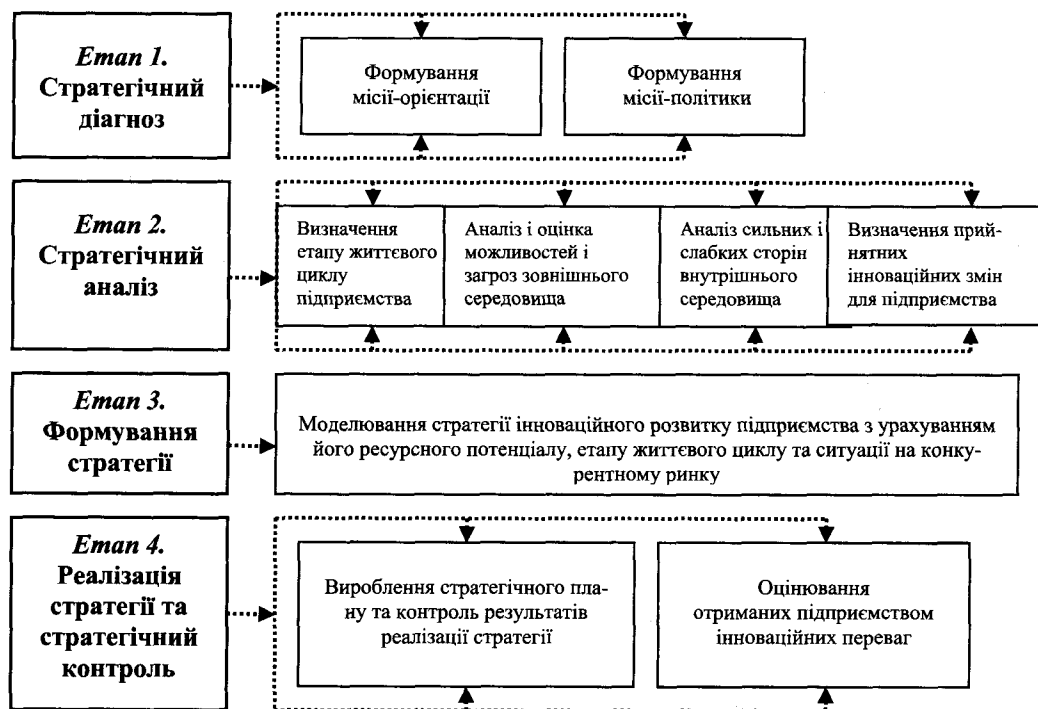 Етап 1.
Стратегічний
діагноз
Формування
місії-орієнтації
Формування
місії-політики
Етап 2.
Стратегічний
аналіз
Визначення
етапу життєвого
циклу
підприємства
Аналіз і оцінка
можливостей і
загроз зовнішнього
середовища
Аналіз сильних і
слабких сторін
внутрішнього
середовища
Визначення прий-
нятних
інноваційних змін
для підприємства
Етап 3.
Формування
стратегії
Моделювання стратегії інноваційного розвитку підприємства з урахуванням
його ресурсного потенціалу, етапу життєвого циклу та ситуації на конку-
рентному ринку
Етап 4.
Реалізація
стратегії та
стратегічний
контроль
Вироблення стратегічного пла-
ну та контроль результатів
реалізації стратегії
Оцінювання
отриманих підприємством
інноваційних переваг